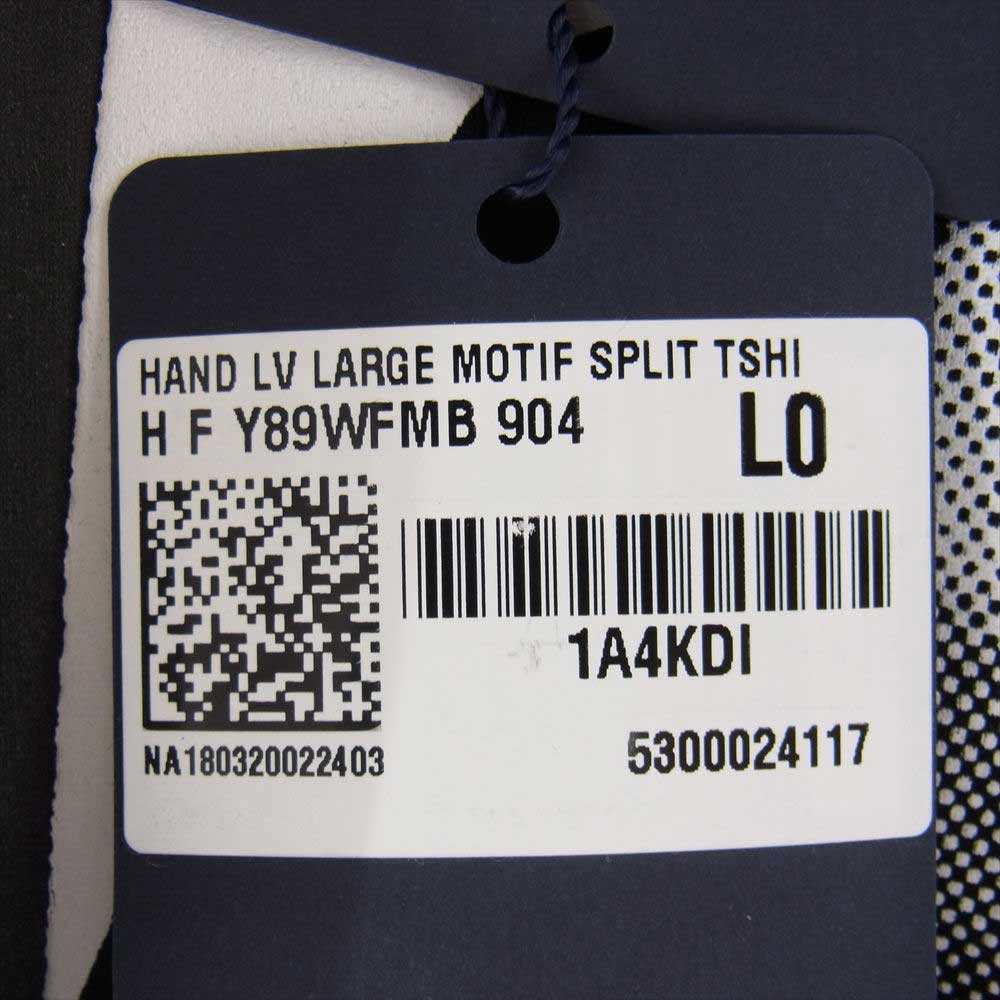 HAND LV LARGE MOTIF SPLIT TSHI
H F Y89WFMB 904
L0
1A4KDI
NA180320022403
5300024117